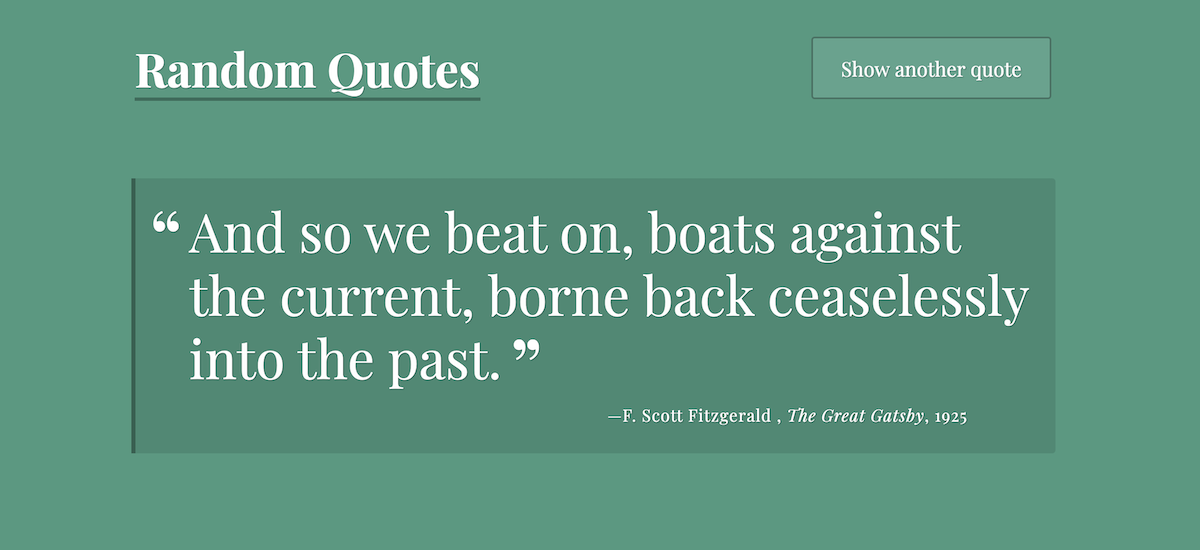 Random Quotes
Show another quote
“ And so we beat on, boats against
the current, borne back ceaselessly
into the past. ”
—F. Scott Fitzgerald , The Great Gatsby, 1925